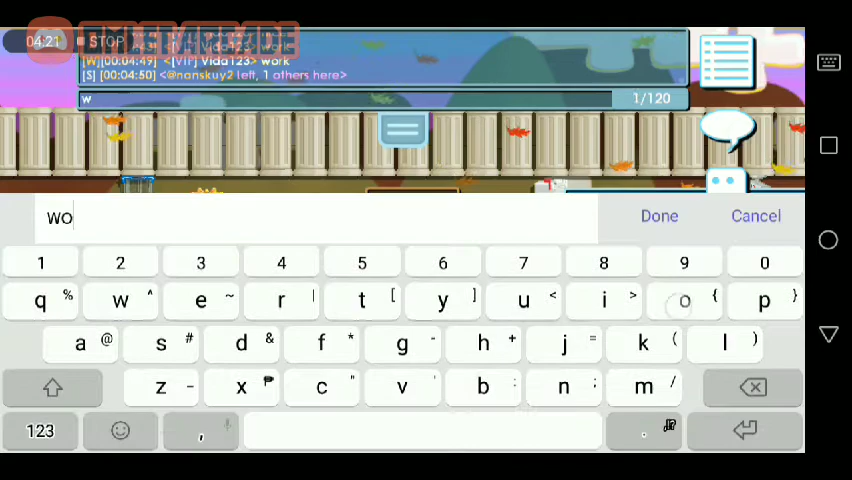 04:21 STOP
[W][00:04:49] <[VIP] Vida123> work
[S] [00:04:50] <@nanskuy2 left, 1 others here>
w 1/120
wo Done Cancel
1 2 3 4 5 6 7 8 9 0
q % w ^ e ~ r | t [ y ] u < i > o { p }
a @ s # d & f * g - h + j = k ( l )
z - x c " v ' b : n ; m /
123 , .